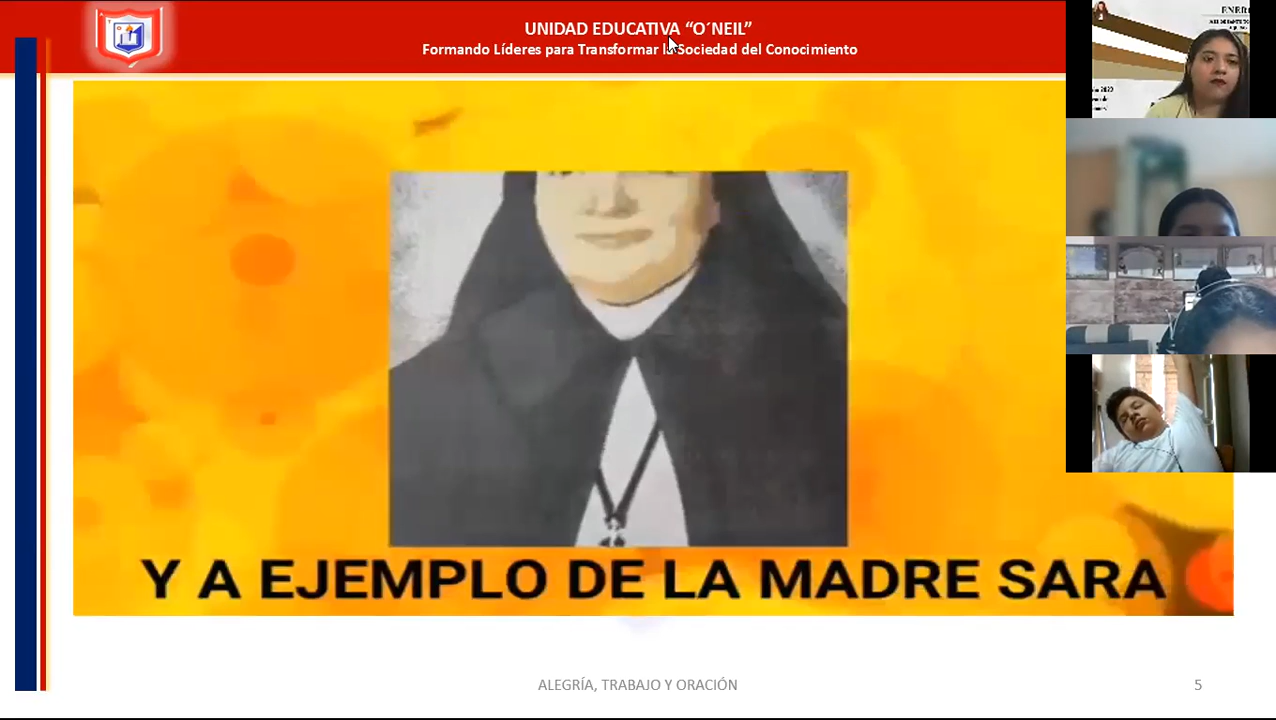 UNIDAD EDUCATIVA “O´NEIL”
Formando Líderes para Transformar la Sociedad del Conocimiento
ENER
Y A EJEMPLO DE LA MADRE SARA
ALEGRÍA, TRABAJO Y ORACIÓN
5